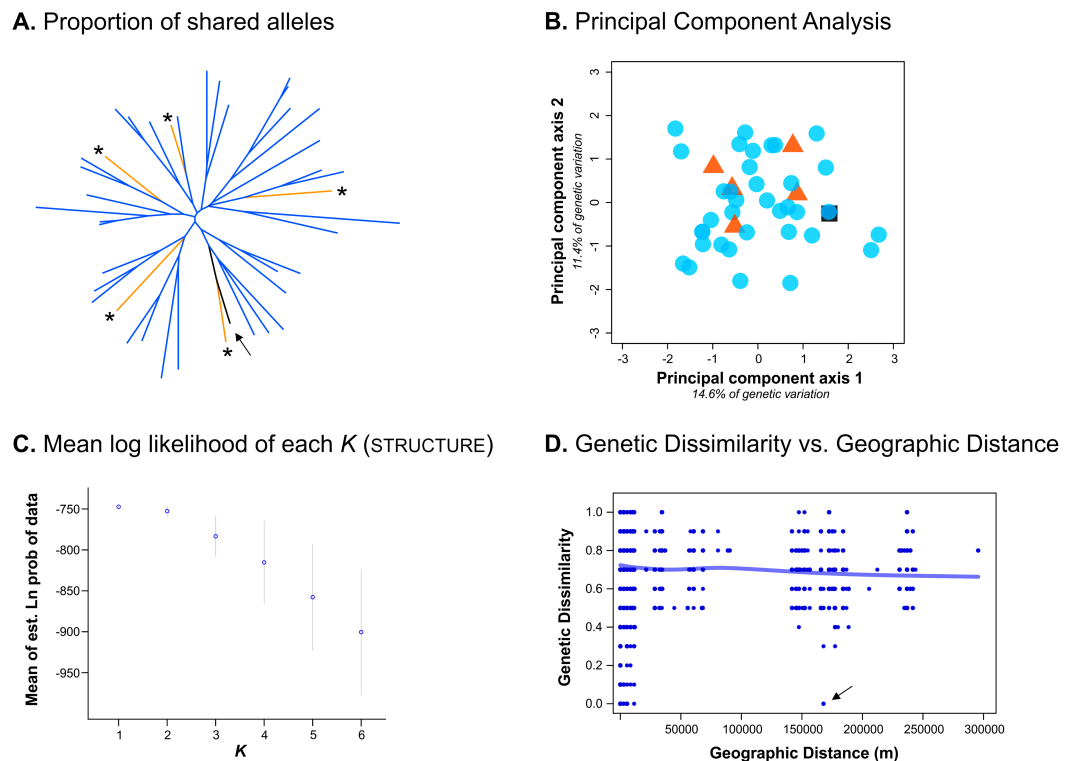 A. Proportion of shared alleles
*
*
*
*
*
B. Principal Component Analysis
Principal component axis 2
11.4% of genetic variation
3
2
1
0
-1
-2
-3
-3 -2 -1 0 1 2 3
Principal component axis 1
14.6% of genetic variation
C. Mean log likelihood of each K (STRUCTURE)
Mean of est. Ln prob of data
-750
-800
-850
-900
-950
1 2 3 4 5 6
K
D. Genetic Dissimilarity vs. Geographic Distance
Genetic Dissimilarity
1.0
0.8
0.6
0.4
0.2
0.0
50000 100000 150000 200000 250000 300000
Geographic Distance (m)